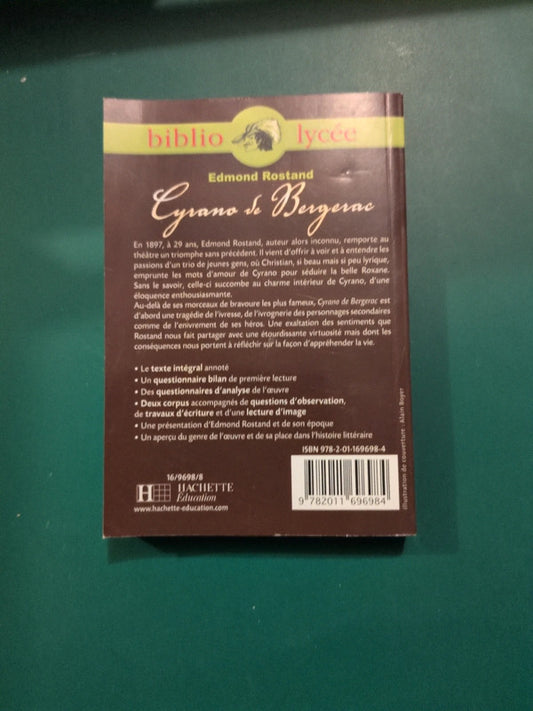 biblio lycée
Edmond Rostand
Cyrano de Bergerac
En 1897, à 29 ans, Edmond Rostand, auteur alors inconnu, remporte au
théâtre un triomphe sans précédent. Il vient d'offrir à voir et à entendre les
passions d'un trio de jeunes gens, où Christian, si beau mais si peu lyrique,
emprunte les mots d'amour de Cyrano pour séduire la belle Roxane.
Sans le savoir, celle-ci succombe au charme intérieur de Cyrano, d'une
éloquence enthousiasmante.
Au-delà de ses morceaux de bravoure les plus fameux, Cyrano de Bergerac est
d'abord une tragédie de l'ivresse, de l'ivrognerie des personnages secondaires
comme de l'enivrement de ses héros. Une exaltation des sentiments que
Rostand nous fait partager avec une étourdissante virtuosité mais dont les
conséquences nous portent à réfléchir sur la façon d'appréhender la vie.
• Le texte intégral annoté
• Un questionnaire bilan de première lecture
• Des questionnaires d'analyse de l'œuvre
• Deux corpus accompagnés de questions d'observation,
de travaux d'écriture et d'une lecture d'image
• Une présentation d'Edmond Rostand et de son époque
• Un aperçu du genre de l'œuvre et de sa place dans l'histoire littéraire
ISBN 978-2-01-169698-4
16/9698/8
H HACHETTE
Éducation
www.hachette-education.com
9 782011 696984
Illustration de couverture : Alain Boyer